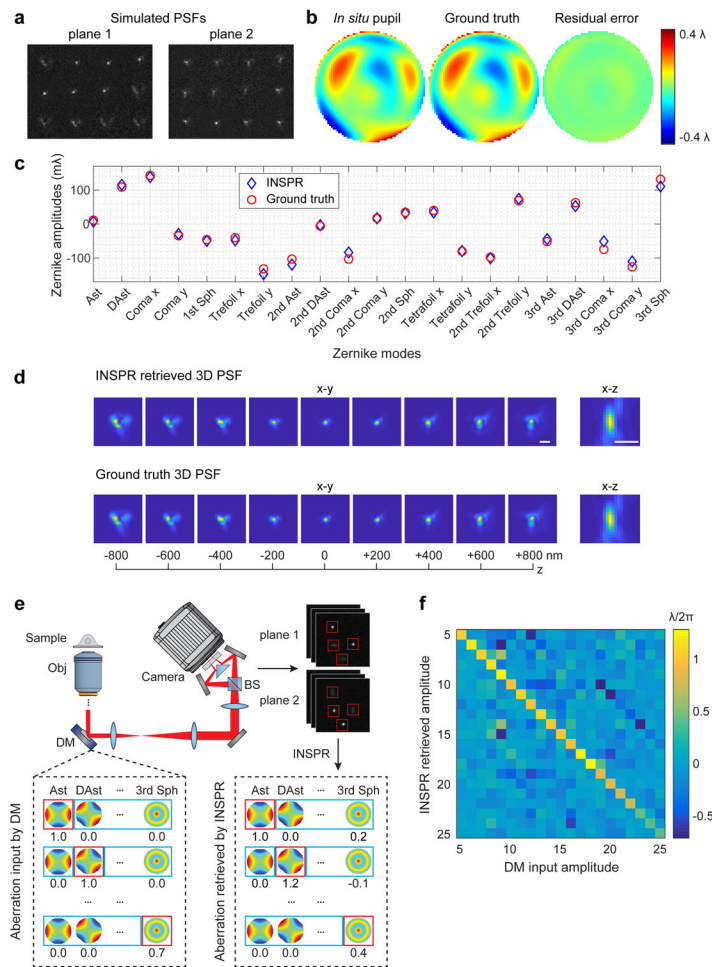 a
Simulated PSFs
plane 1
plane 2
b
In situ pupil
Ground truth
Residual error
0.4 λ
-0.4 λ
c
Zernike amplitudes (mλ)
100
0
-100
INSPR
Ground truth
Ast
DAst
Coma x
Coma y
1st Sph
Trefoil x
Trefoil y
2nd Ast
2nd DAst
2nd Coma x
2nd Coma y
2nd Sph
Tetrafoil x
Tetrafoil y
2nd Trefoil x
2nd Trefoil y
3rd Ast
3rd DAst
3rd Coma x
3rd Coma y
3rd Sph
Zernike modes
d
INSPR retrieved 3D PSF
x-y
x-z
Ground truth 3D PSF
x-y
x-z
-800
-600
-400
-200
0
+200
+400
+600
+800 nm
z
e
Sample
Obj
DM
Camera
BS
plane 1
plane 2
INSPR
Aberration input by DM
Ast DAst ... 3rd Sph
1.0 0.0 ... 0.0
0.0 1.0 ... 0.0
... ...
0.0 0.0 ... 0.7
Aberration retrieved by INSPR
Ast DAst ... 3rd Sph
1.0 0.0 ... 0.2
0.0 1.2 ... -0.1
... ...
0.0 0.0 ... 0.4
f
INSPR retrieved amplitude
5
10
15
20
25
5 10 15 20 25
DM input amplitude
λ/2π
1
0.5
0
-0.5